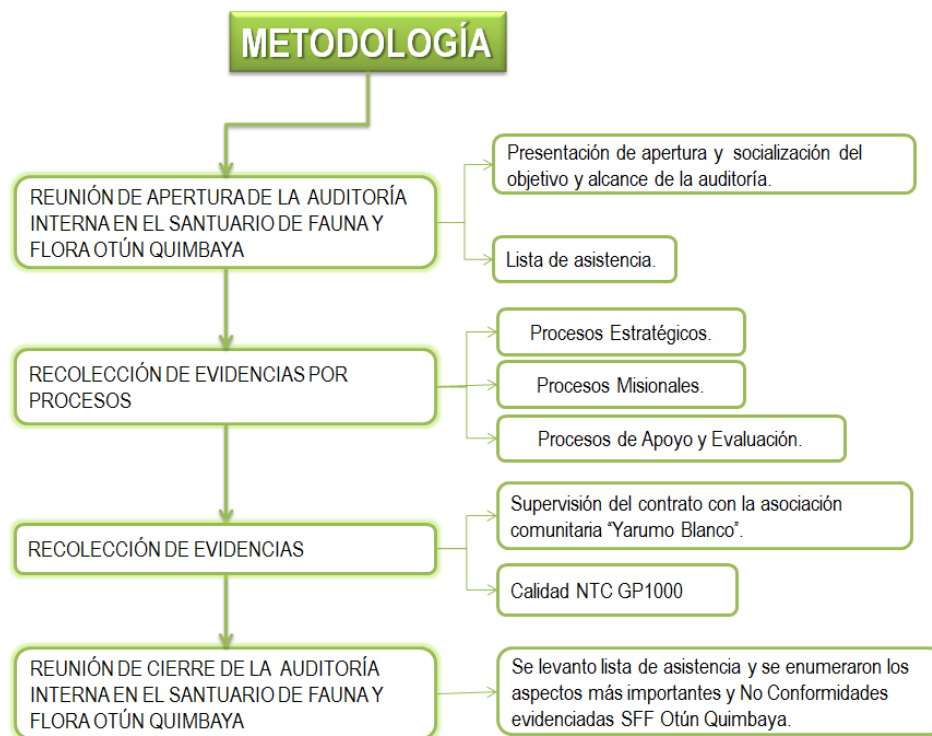 METODOLOGÍA
REUNIÓN DE APERTURA DE LA AUDITORÍA
INTERNA EN EL SANTUARIO DE FAUNA Y
FLORA OTÚN QUIMBAYA
Presentación de apertura y socialización del
objetivo y alcance de la auditoría.
Lista de asistencia.
RECOLECCIÓN DE EVIDENCIAS POR
PROCESOS
Procesos Estratégicos.
Procesos Misionales.
Procesos de Apoyo y Evaluación.
RECOLECCIÓN DE EVIDENCIAS
Supervisión del contrato con la asociación
comunitaria “Yarumo Blanco”.
Calidad NTC GP1000
REUNIÓN DE CIERRE DE LA AUDITORÍA
INTERNA EN EL SANTUARIO DE FAUNA Y
FLORA OTÚN QUIMBAYA
Se levanto lista de asistencia y se enumeraron los
aspectos más importantes y No Conformidades
evidenciadas SFF Otún Quimbaya.